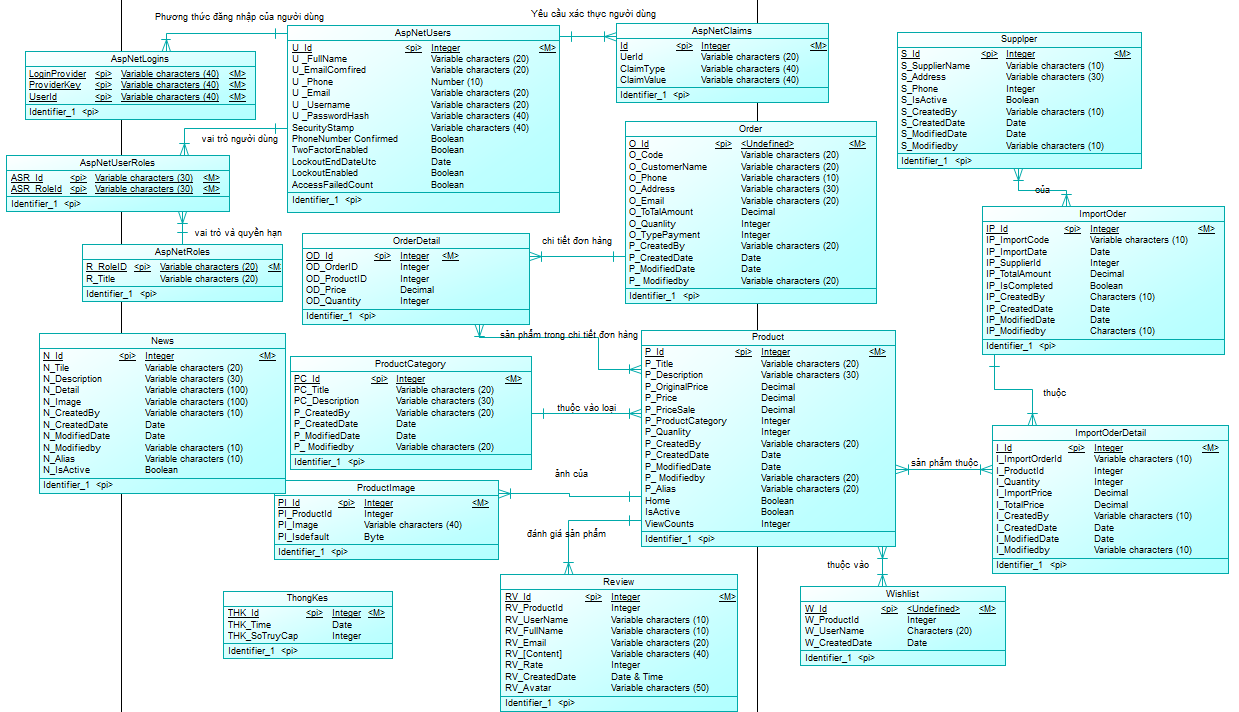 Phương thức đăng nhập của người dùng
Yêu cầu xác thực người dùng
AspNetLogins
LoginProvider <pi> Variable characters (40) <M>
ProviderKey <pi> Variable characters (40) <M>
UserId <pi> Variable characters (40) <M>
Identifier_1 <pi>
AspNetUsers
U_Id <pi> Integer <M>
U_FullName Variable characters (20)
U_EmailComfired Variable characters (20)
U_Phone Number (10)
U_Email Variable characters (20)
U_Username Variable characters (20)
U_PasswordHash Variable characters (40)
SecurityStamp Variable characters (40)
PhoneNumber Confirmed Boolean
TwoFactorEnabled Boolean
LockoutEndDateUtc Date
LockoutEnabled Boolean
AccessFailedCount Boolean
Identifier_1 <pi>
AspNetClaims
Id <pi> Integer <M>
UerId Variable characters (20)
ClaimType Variable characters (40)
ClaimValue Variable characters (40)
Identifier_1 <pi>
Supplper
S_Id <pi> Integer <M>
S_SupplierName Variable characters (10)
S_Address Variable characters (30)
S_Phone Integer
S_IsActive Boolean
S_CreatedBy Variable characters (10)
S_CreatedDate Date
S_ModifiedDate Date
S_Modifiedby Variable characters (10)
Identifier_1 <pi>
vai trò người dùng
AspNetUserRoles
ASR_Id <pi> Variable characters (30) <M>
ASR_RoleId <pi> Variable characters (30) <M>
Identifier_1 <pi>
vai trò và quyền hạn
AspNetRoles
R_RoleID <pi> Variable characters (20) <M
R_Title Variable characters (20)
Identifier_1 <pi>
Order
O_Id <pi> <Undefined> <M>
O_Code Variable characters (20)
O_CustomerName Variable characters (20)
O_Phone Variable characters (10)
O_Address Variable characters (30)
O_Email Variable characters (20)
O_ToTalAmount Decimal
O_Quanlity Integer
O_TypePayment Integer
P_CreatedBy Variable characters (20)
P_CreatedDate Date
P_ModifiedDate Date
P_ Modifiedby Variable characters (20)
Identifier_1 <pi>
của
chi tiết đơn hàng
OrderDetail
OD_Id <pi> Integer <M>
OD_OrderID Integer
OD_ProductID Integer
OD_Price Decimal
OD_Quantity Integer
Identifier_1 <pi>
sản phẩm trong chi tiết đơn hàng
ImportOder
IP_Id <pi> Integer <M>
IP_ImportCode Variable characters (10)
IP_ImportDate Date
IP_SupplierId Integer
IP_TotalAmount Decimal
IP_IsCompleted Boolean
IP_CreatedBy Characters (10)
IP_CreatedDate Date
IP_ModifiedDate Date
IP_Modifiedby Characters (10)
Identifier_1 <pi>
thuộc
News
N_Id <pi> Integer <M>
N_Tile Variable characters (20)
N_Description Variable characters (30)
N_Detail Variable characters (100)
N_Image Variable characters (100)
N_CreatedBy Variable characters (10)
N_CreatedDate Date
N_ModifiedDate Date
N_Modifiedby Variable characters (10)
N_Alias Variable characters (10)
N_IsActive Boolean
Identifier_1 <pi>
ProductCategory
PC_Id <pi> Integer <M>
PC_Title Variable characters (20)
PC_Description Variable characters (30)
P_CreatedBy Variable characters (20)
P_CreatedDate Date
P_ModifiedDate Date
P_ Modifiedby Variable characters (20)
Identifier_1 <pi>
thuộc vào loại
Product
P_Id <pi> Integer <M>
P_Title Variable characters (20)
P_Description Variable characters (30)
P_OriginalPrice Decimal
P_Price Decimal
P_PriceSale Decimal
P_ProductCategory Integer
P_Quanlity Integer
P_CreatedBy Variable characters (20)
P_CreatedDate Date
P_ModifiedDate Date
P_ Modifiedby Variable characters (20)
P_Alias Variable characters (20)
Home Boolean
IsActive Boolean
ViewCounts Integer
Identifier_1 <pi>
sản phẩm thuộc
ImportOderDetail
I_Id <pi> Integer <M>
I_ImportOrderId Variable characters (10)
I_ProductId Integer
I_Quantity Integer
I_ImportPrice Decimal
I_TotalPrice Decimal
I_CreatedBy Variable characters (10)
I_CreatedDate Date
I_ModifiedDate Date
I_Modifiedby Variable characters (10)
Identifier_1 <pi>
ảnh của
ProductImage
PI_Id <pi> Integer <M>
PI_ProductId Integer
PI_Image Variable characters (40)
PI_Isdefault Byte
Identifier_1 <pi>
đánh giá sản phẩm
thuộc vào
ThongKes
THK_Id <pi> Integer <M>
THK_Time Date
THK_SoTruyCap Integer
Identifier_1 <pi>
Review
RV_Id <pi> Integer <M>
RV_ProductId Integer
RV_UserName Variable characters (10)
RV_FullName Variable characters (10)
RV_Email Variable characters (20)
RV_[Content] Variable characters (40)
RV_Rate Integer
RV_CreatedDate Date & Time
RV_Avatar Variable characters (50)
Identifier_1 <pi>
Wishlist
W_Id <pi> <Undefined> <M>
W_ProductId Integer
W_UserName Characters (20)
W_CreatedDate Date
Identifier_1 <pi>